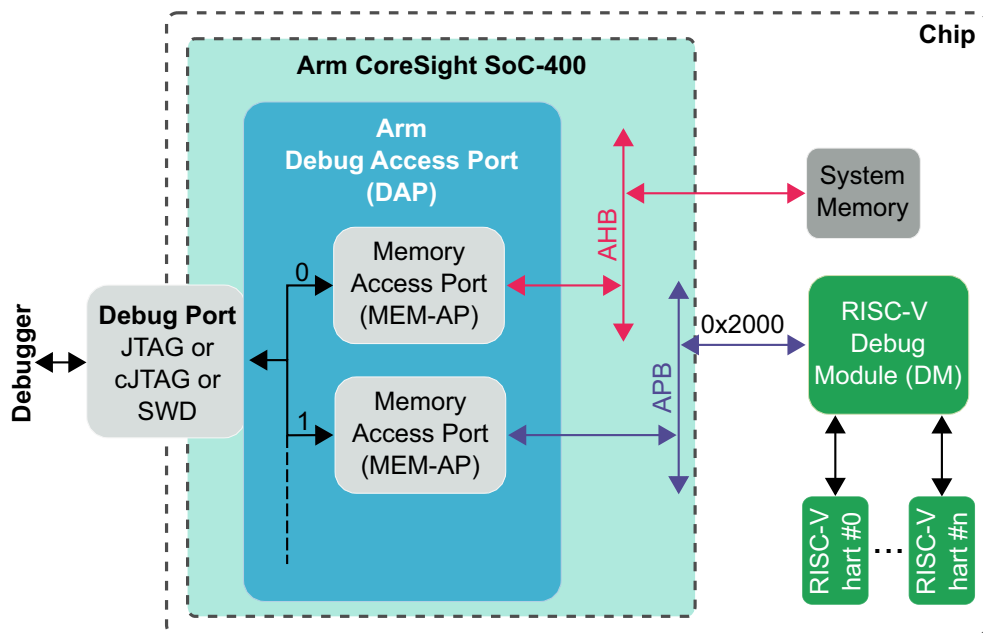 Chip
Arm CoreSight SoC-400
Arm
Debug Access Port
(DAP)
System
Memory
AHB
0
Memory
Access Port
(MEM-AP)
Debugger
Debug Port
JTAG or
cJTAG or
SWD
APB
0x2000
RISC-V
Debug
Module (DM)
1
Memory
Access Port
(MEM-AP)
RISC-V
hart #0
...
RISC-V
hart #n